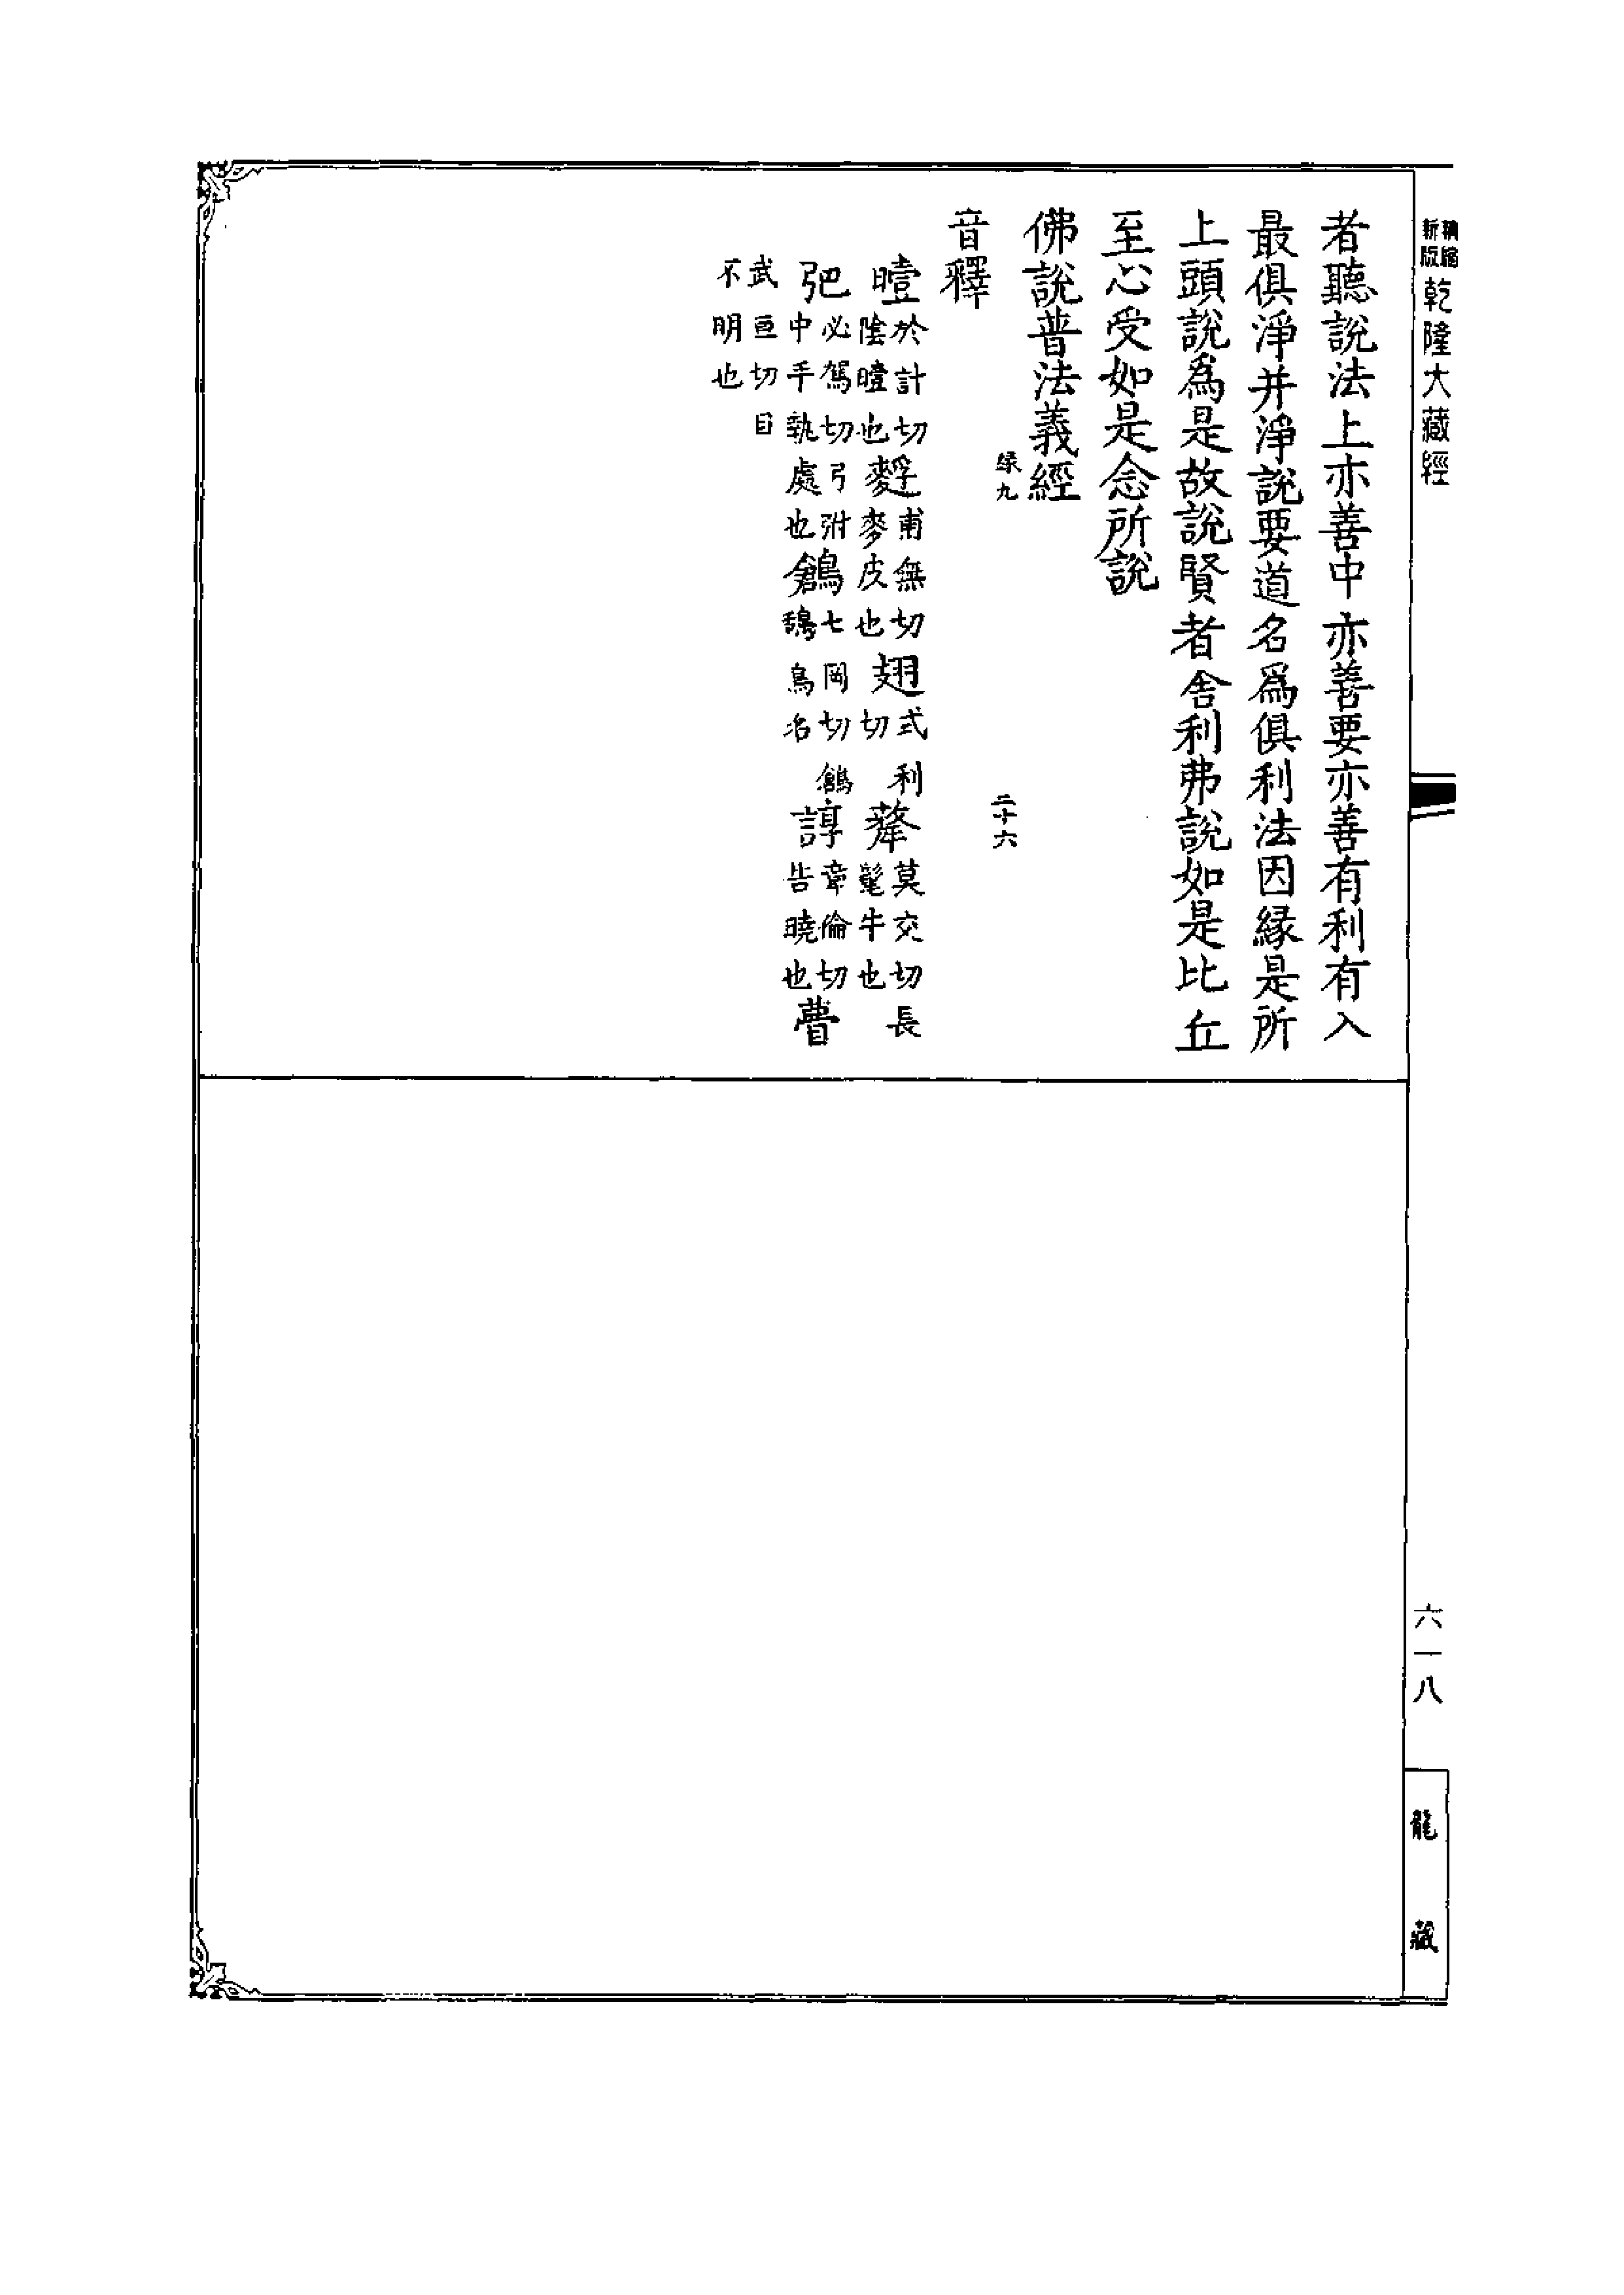 新版精縮
乾隆大藏經
者聽說法上亦善中亦善要亦善有利有入
最俱淨并淨說要道名為俱利法因緣是所
上頭說為是故說賢者舍利弗說如是比丘
至心受如是念所說
佛說普法義經
二十六
音釋
曀於計切陰曀也麰甫無切麥皮也翅式利切犛莫交切長髦牛也
弝必駕切弓弣中手執處也鶬七岡切鶬鴰鳥名諄章倫切告曉也瞢
武亘切目不明也
六一八
龍藏